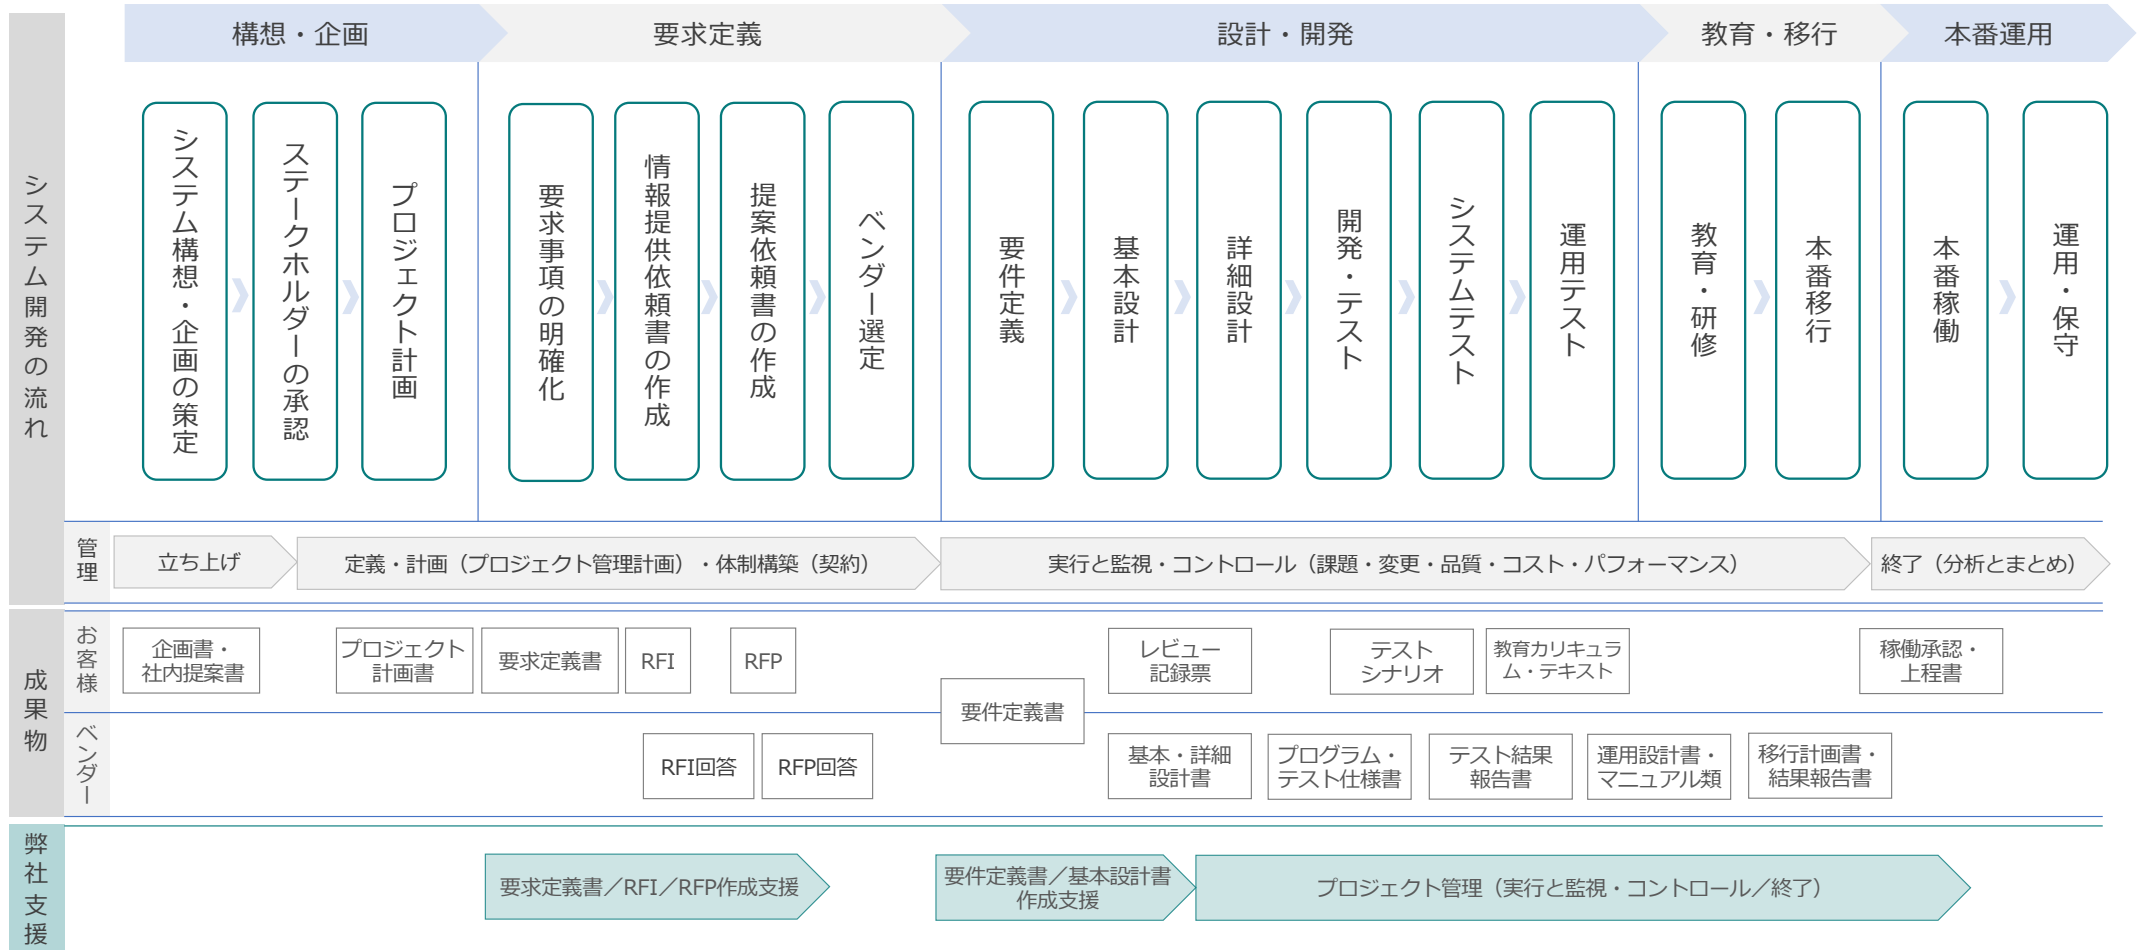 構想・企画
要求定義
設計・開発
教育・移行
本番運用
システム開発の流れ
システム構想・企画の策定
ステークホルダーの承認
プロジェクト計画
要求事項の明確化
情報提供依頼書の作成
提案依頼書の作成
ベンダー選定
要件定義
基本設計
詳細設計
開発・テスト
システムテスト
運用テスト
教育・研修
本番移行
本番稼働
運用・保守
管理
立ち上げ
定義・計画（プロジェクト管理計画）・体制構築（契約）
実行と監視・コントロール（課題・変更・品質・コスト・パフォーマンス）
終了（分析とまとめ）
成果物
お客様
企画書・
社内提案書
プロジェクト
計画書
要求定義書
RFI
RFP
要件定義書
レビュー
記録票
テスト
シナリオ
教育カリキュラ
ム・テキスト
稼働承認・
上程書
ベンダー
RFI回答
RFP回答
基本・詳細
設計書
プログラム・
テスト仕様書
テスト結果
報告書
運用設計書・
マニュアル類
移行計画書・
結果報告書
弊社支援
要求定義書／RFI／RFP作成支援
要件定義書／基本設計書
作成支援
プロジェクト管理（実行と監視・コントロール／終了）